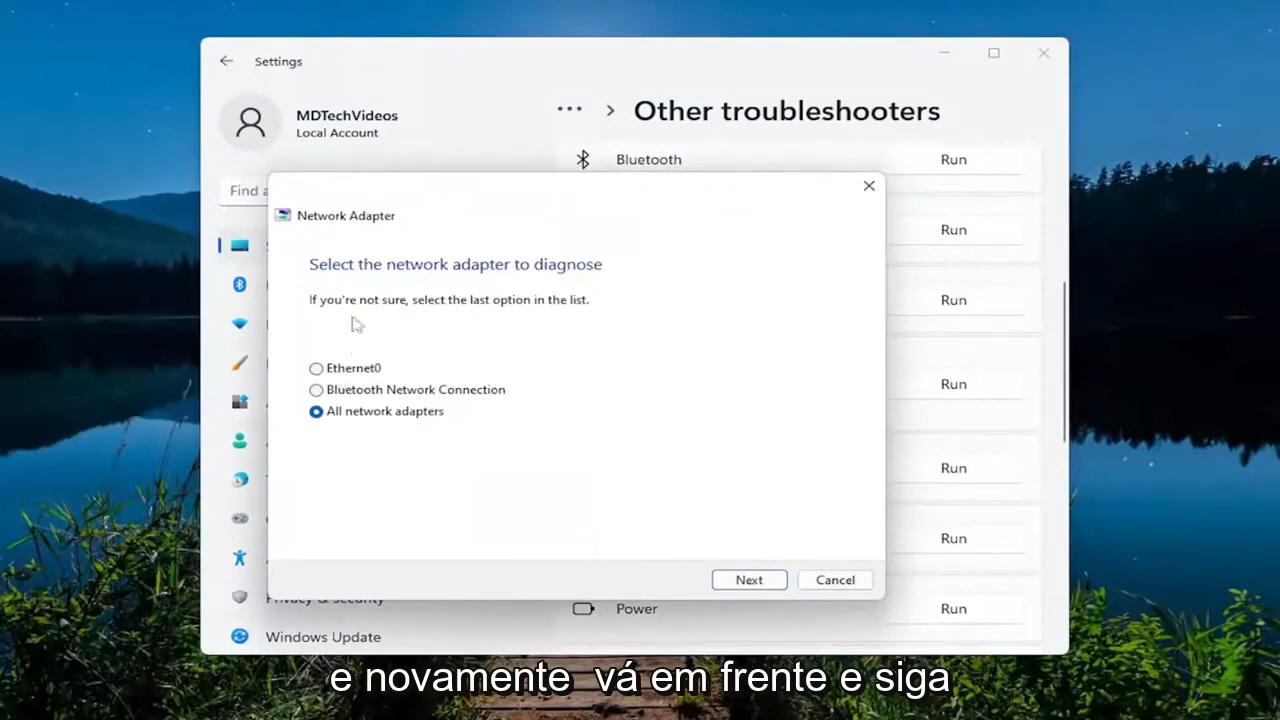 Settings
MDTechVideos
Local Account
Other troubleshooters
Bluetooth
Run
Find a
Network Adapter
Run
Select the network adapter to diagnose
If you're not sure, select the last option in the list.
Run
Ethernet0
Bluetooth Network Connection
All network adapters
Run
Run
Run
Next
Cancel
Privacy & security
Power
Run
Windows Update
e novamente vá em frente e siga